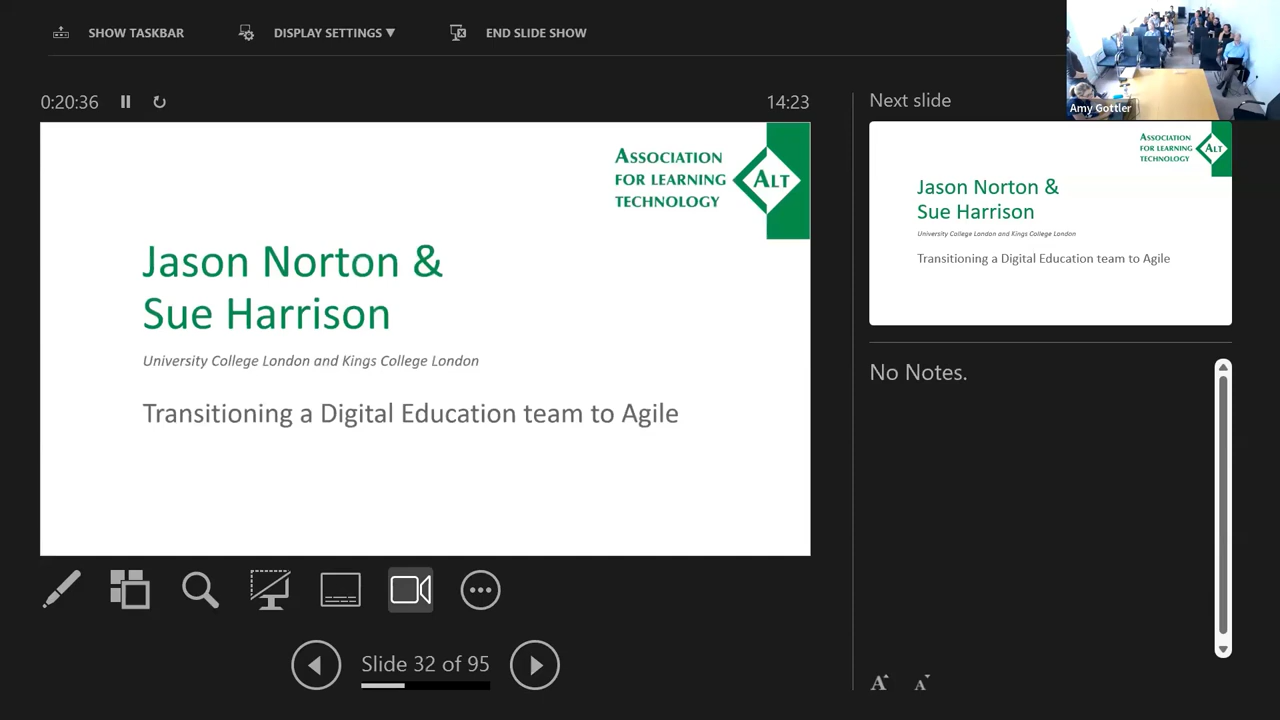 SHOW TASKBAR
DISPLAY SETTINGS ▼
END SLIDE SHOW
Amy Gottler
0:20:36
14:23
Next slide
ASSOCIATION
FOR LEARNING
TECHNOLOGY
ALT
Jason Norton &
Sue Harrison
University College London and Kings College London
Transitioning a Digital Education team to Agile
ASSOCIATION
FOR LEARNING
TECHNOLOGY
ALT
Jason Norton &
Sue Harrison
University College London and Kings College London
Transitioning a Digital Education team to Agile
No Notes.
Slide 32 of 95
A A